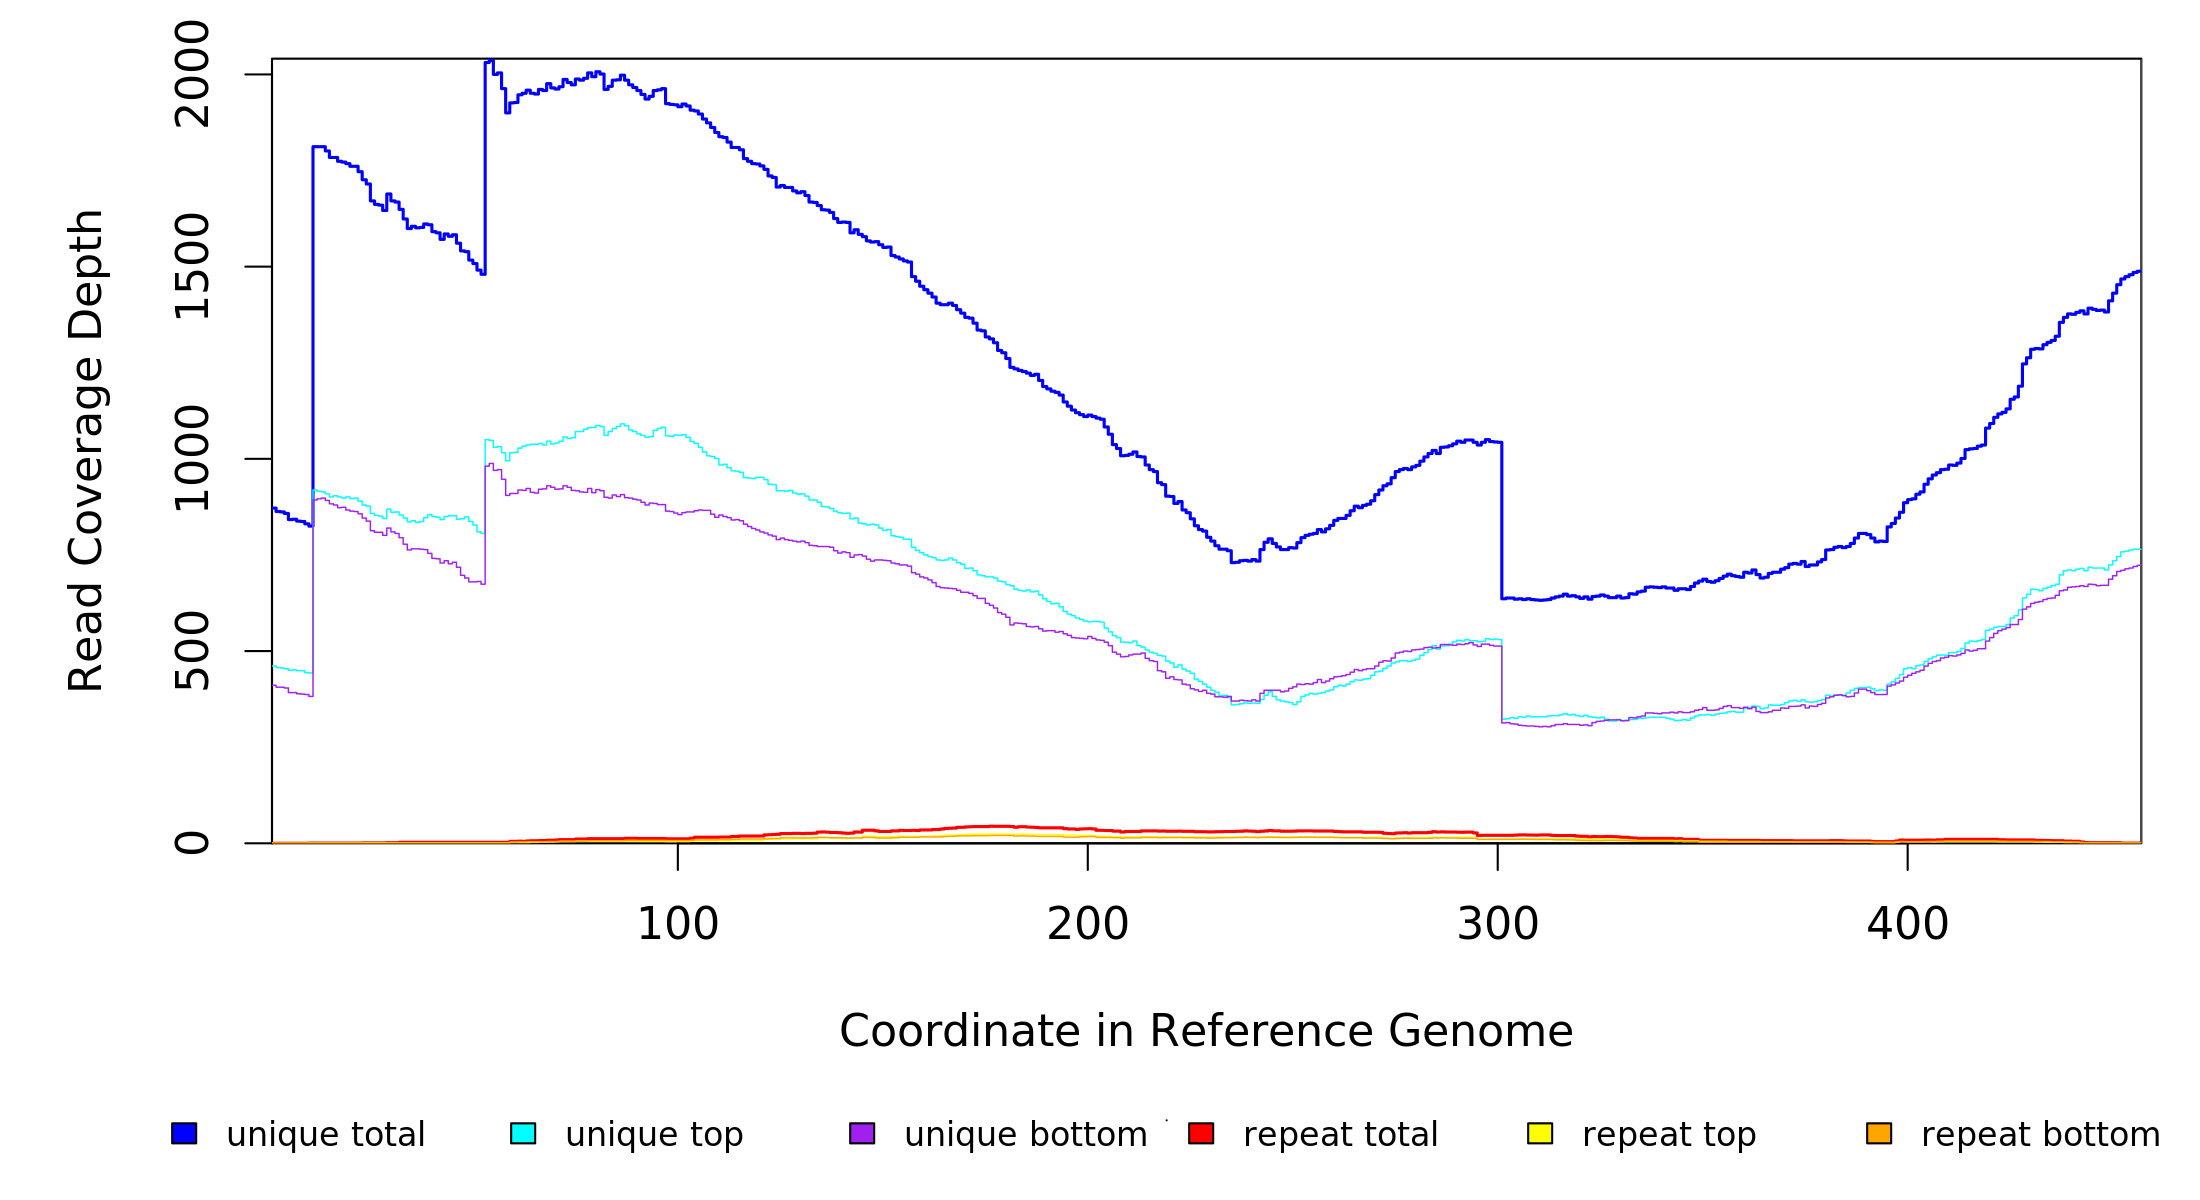 Read Coverage Depth
2000
1500
1000
500
0
100 200 300 400
Coordinate in Reference Genome
unique total unique top unique bottom repeat total repeat top repeat bottom